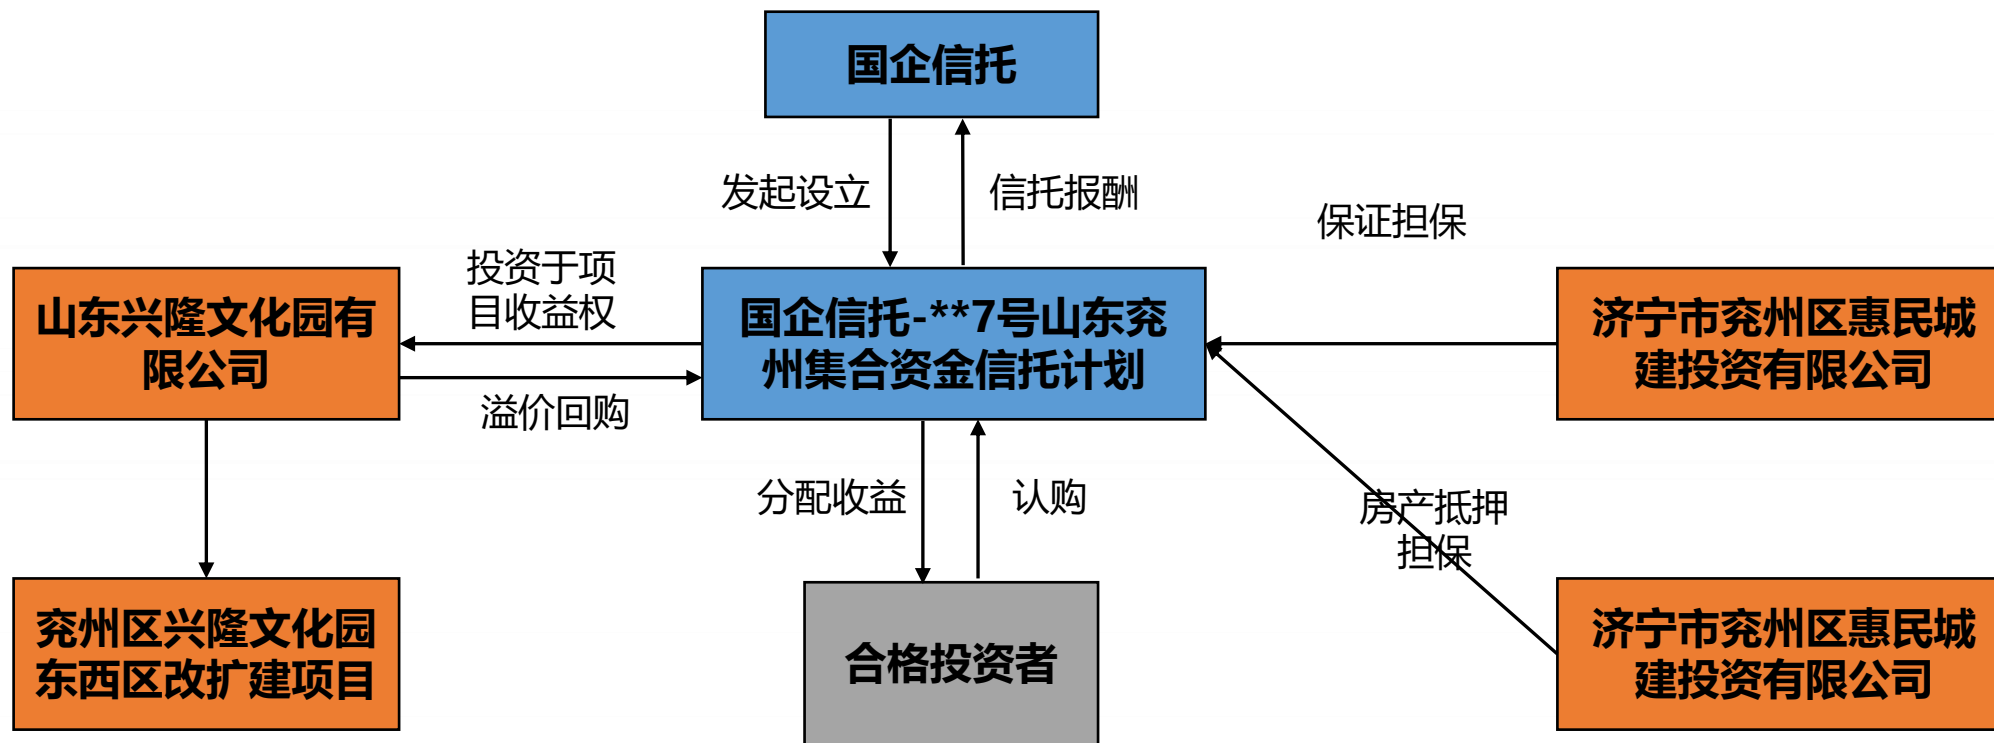 国企信托
发起设立
信托报酬
保证担保
投资于项
目收益权
山东兴隆文化园有
限公司
国企信托-**7号山东兖
州集合资金信托计划
济宁市兖州区惠民城
建投资有限公司
溢价回购
分配收益
认购
房产抵押
担保
兖州区兴隆文化园
东西区改扩建项目
合格投资者
济宁市兖州区惠民城
建投资有限公司